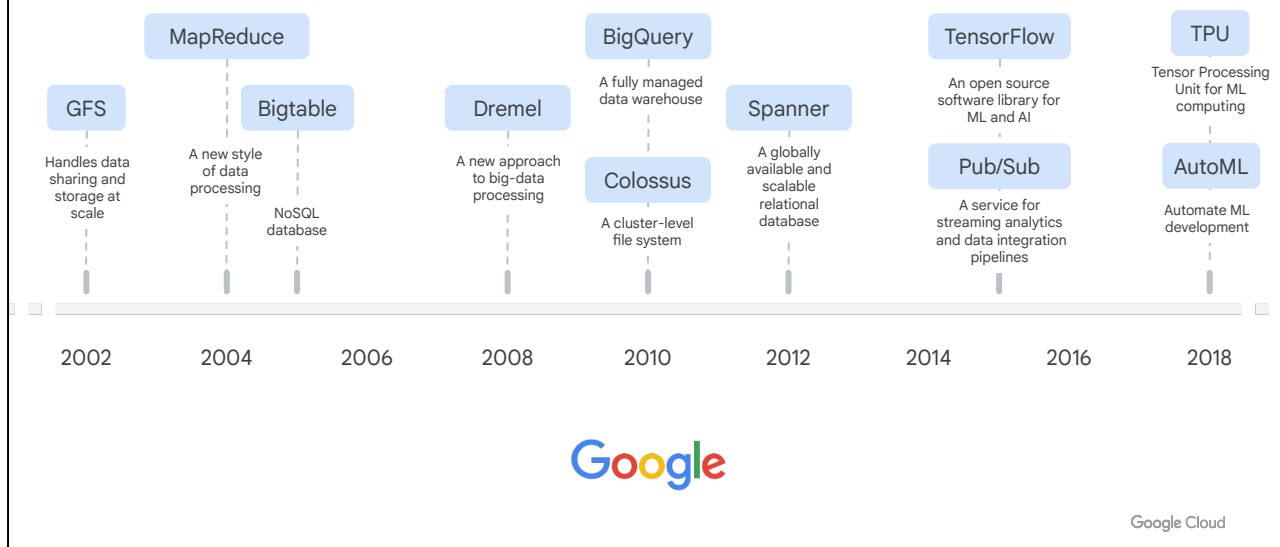 MapReduce
A new style
of data
processing
BigQuery
A fully managed
data warehouse
TensorFlow
An open source
software library for
ML and AI
TPU
Tensor Processing
Unit for ML
computing
GFS
Handles data
sharing and
storage at
scale
Bigtable
NoSQL
database
Dremel
A new approach
to big-data
processing
Colossus
A cluster-level
file system
Spanner
A globally
available and
scalable
relational
database
Pub/Sub
A service for
streaming analytics
and data integration
pipelines
AutoML
Automate ML
development
2002 2004 2006 2008 2010 2012 2014 2016 2018
Google
Google Cloud